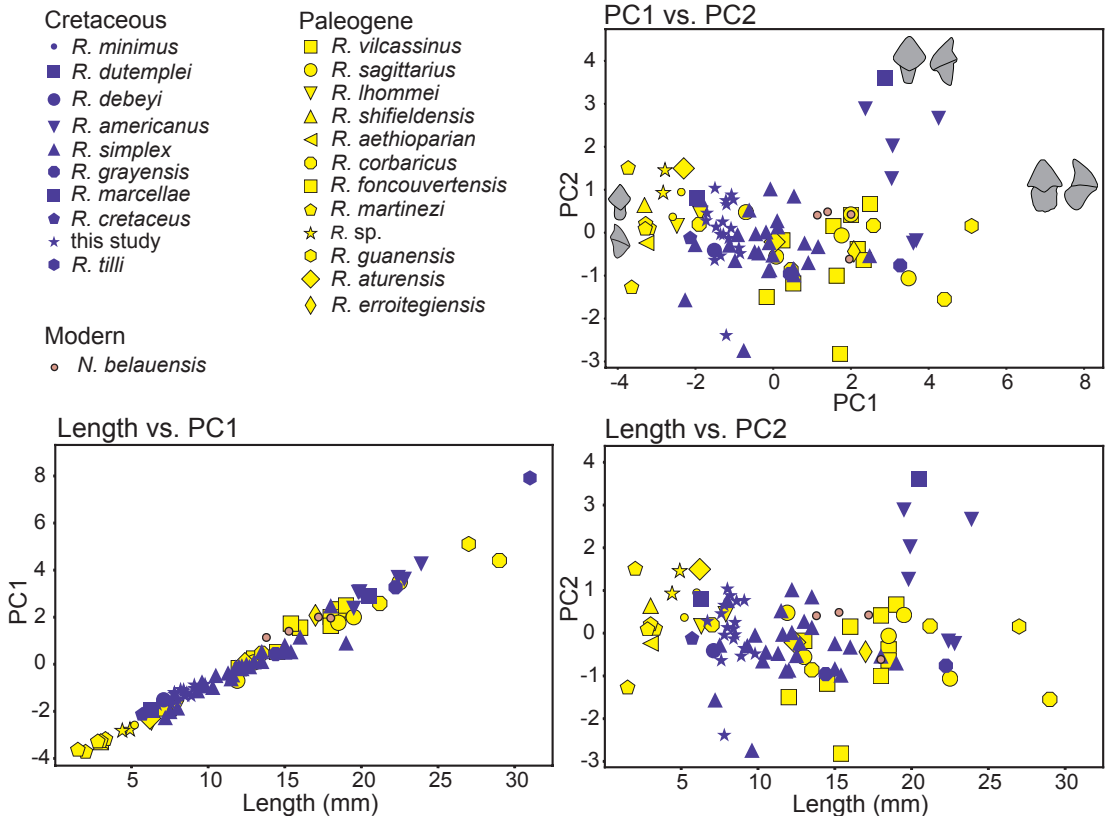 Cretaceous
R. minimus
R. dutemplei
R. debeyi
R. americanus
R. simplex
R. grayensis
R. marcellae
R. cretaceus
this study
R. tilli
Modern
N. belauensis
Paleogene
R. vilcassinus
R. sagittarius
R. lhommei
R. shifieldensis
R. aethioparian
R. corbaricus
R. foncouvertensis
R. martinezi
R. sp.
R. guanensis
R. aturensis
R. erroitegiensis
PC1 vs. PC2
PC2
4
3
2
1
0
-1
-2
-3
-4 -2 0 2 4 6 8
PC1
Length vs. PC1
PC1
8
6
4
2
0
-2
-4
5 10 15 20 25 30
Length (mm)
Length vs. PC2
PC2
4
3
2
1
0
-1
-2
-3
5 10 15 20 25 30
Length (mm)